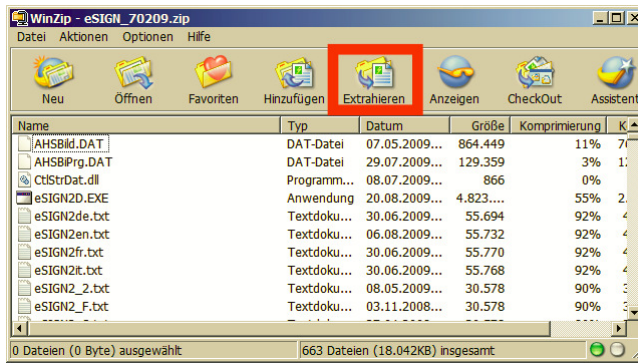 WinZip - eSIGN_70209.zip
Datei Aktionen Optionen Hilfe
Neu Öffnen Favoriten Hinzufügen Extrahieren Anzeigen CheckOut Assistent
Name Typ Datum Größe Komprimierung K
AHSBild.DAT DAT-Datei 07.05.2009... 864.449 11%
AHSBiPrg.DAT DAT-Datei 29.07.2009... 129.359 3%
CtlStrDat.dll Programm... 08.07.2009... 866 0%
eSIGN2D.EXE Anwendung 20.08.2009... 4.823.... 55% 2.
eSIGN2de.txt Textdoku... 30.06.2009... 55.694 92%
eSIGN2en.txt Textdoku... 06.08.2009... 55.732 92%
eSIGN2fr.txt Textdoku... 30.06.2009... 55.770 92%
eSIGN2it.txt Textdoku... 30.06.2009... 55.768 92%
eSIGN2_2.txt Textdoku... 08.05.2009... 30.578 90%
eSIGN2_F.txt Textdoku... 03.11.2008... 30.578 90%
0 Dateien (0 Byte) ausgewählt 663 Dateien (18.042KB) insgesamt